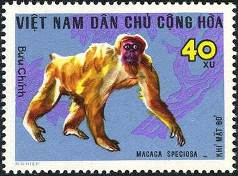 VIỆT NAM DÂN CHỦ CỘNG HÒA
40
XU
Bưu Chính
MACACA SPECIOSA _
KHỈ MẶT ĐỎ